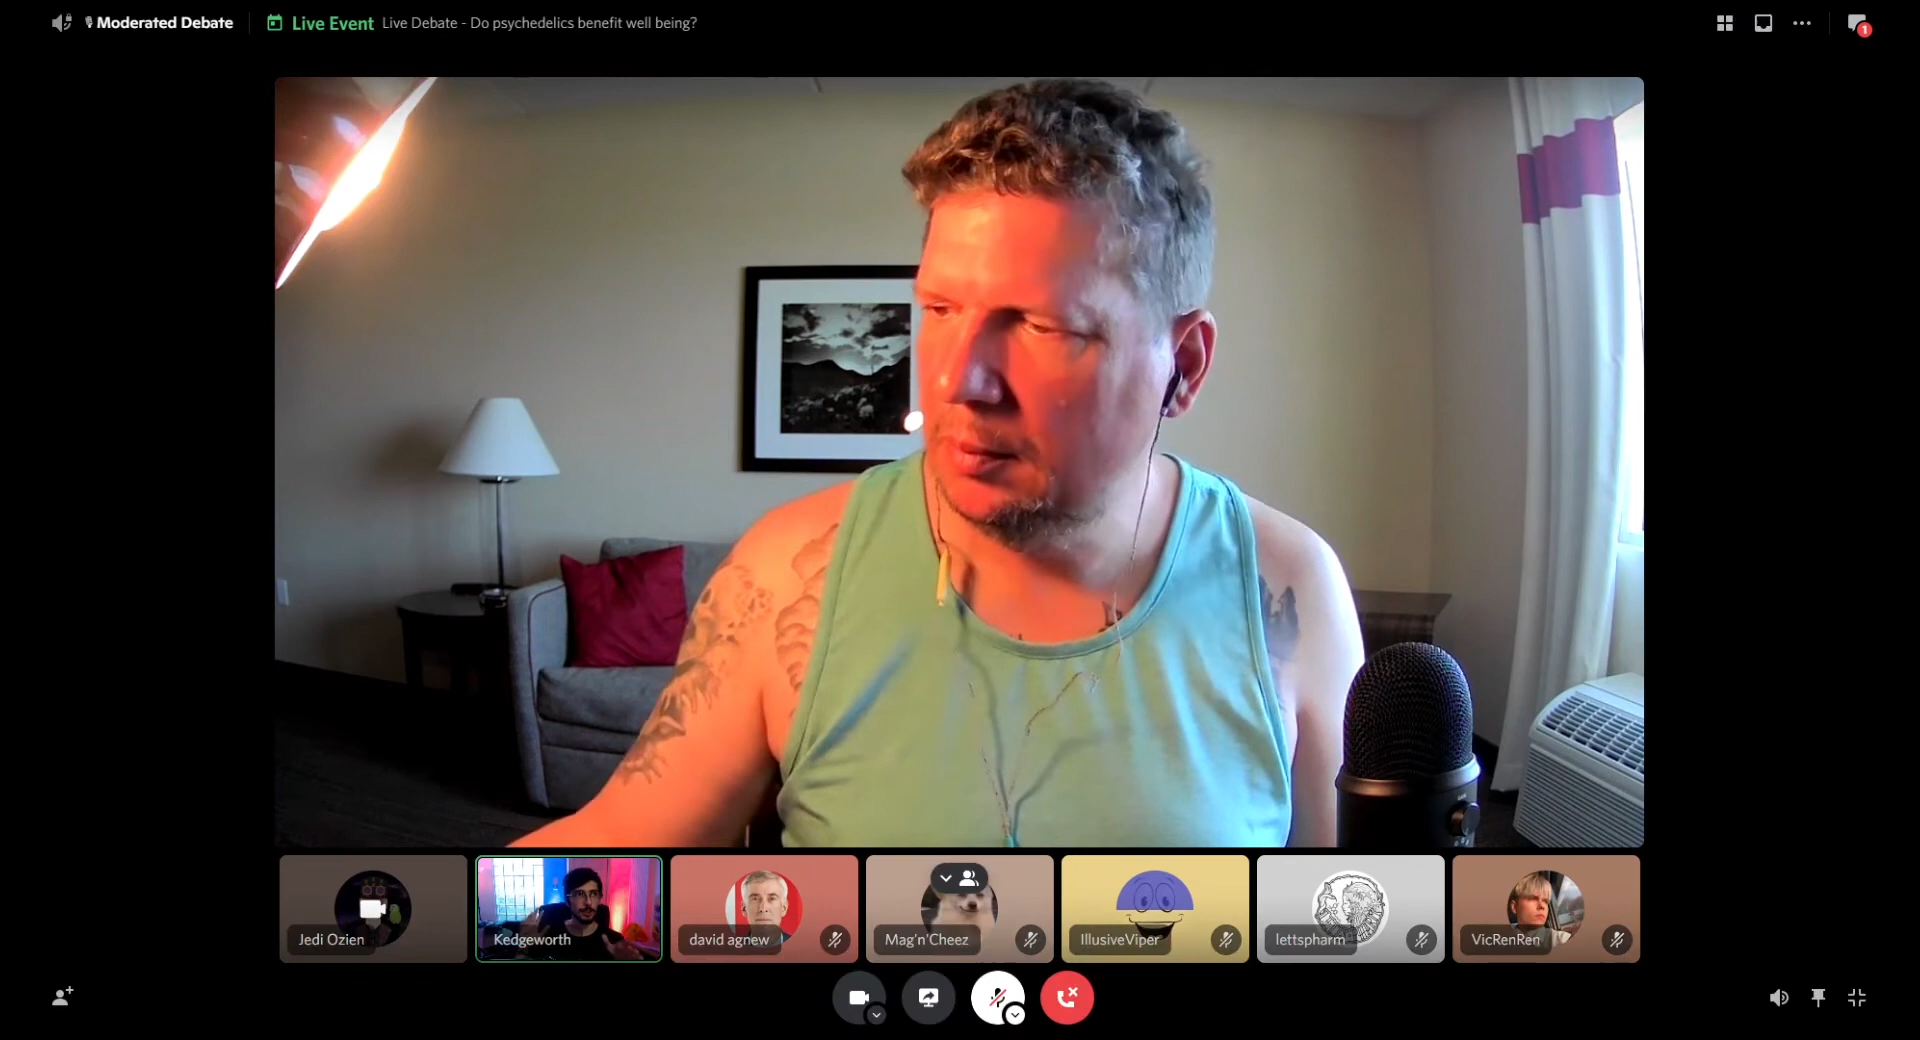 Moderated Debate
Live Event
Live Debate - Do psychedelics benefit well being?
1
Jedi Ozien
Kedgeworth
david agnew
Mag'n'Cheez
IllusiveViper
lettspharm
VicRenRen